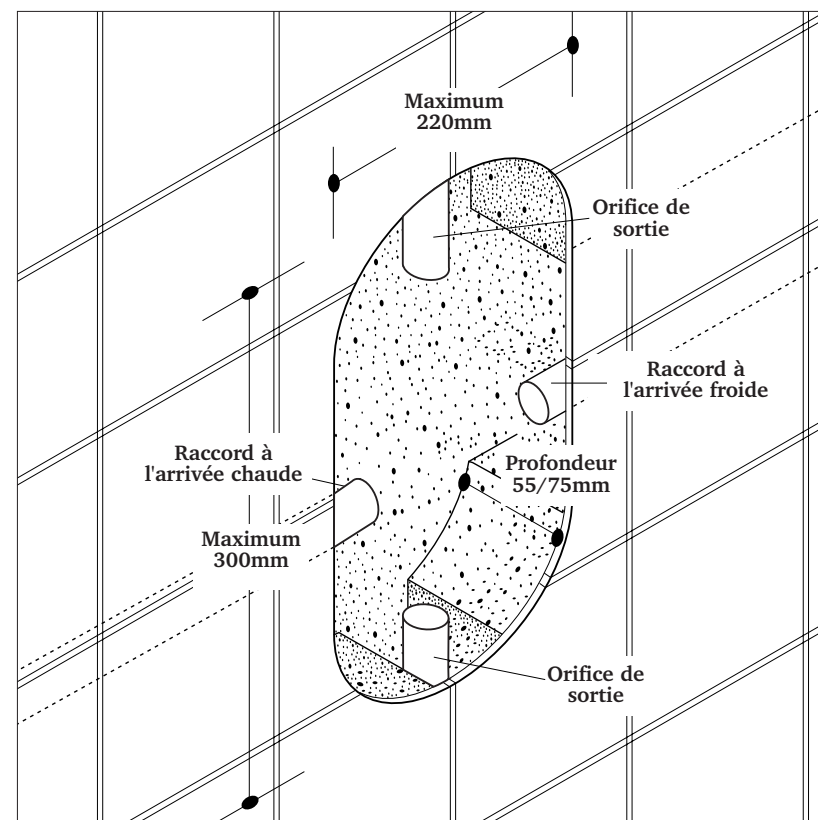 Maximum
220mm
Orifice de
sortie
Raccord à
l'arrivée froide
Raccord à
l'arrivée chaude
Profondeur
55/75mm
Maximum
300mm
Orifice de
sortie